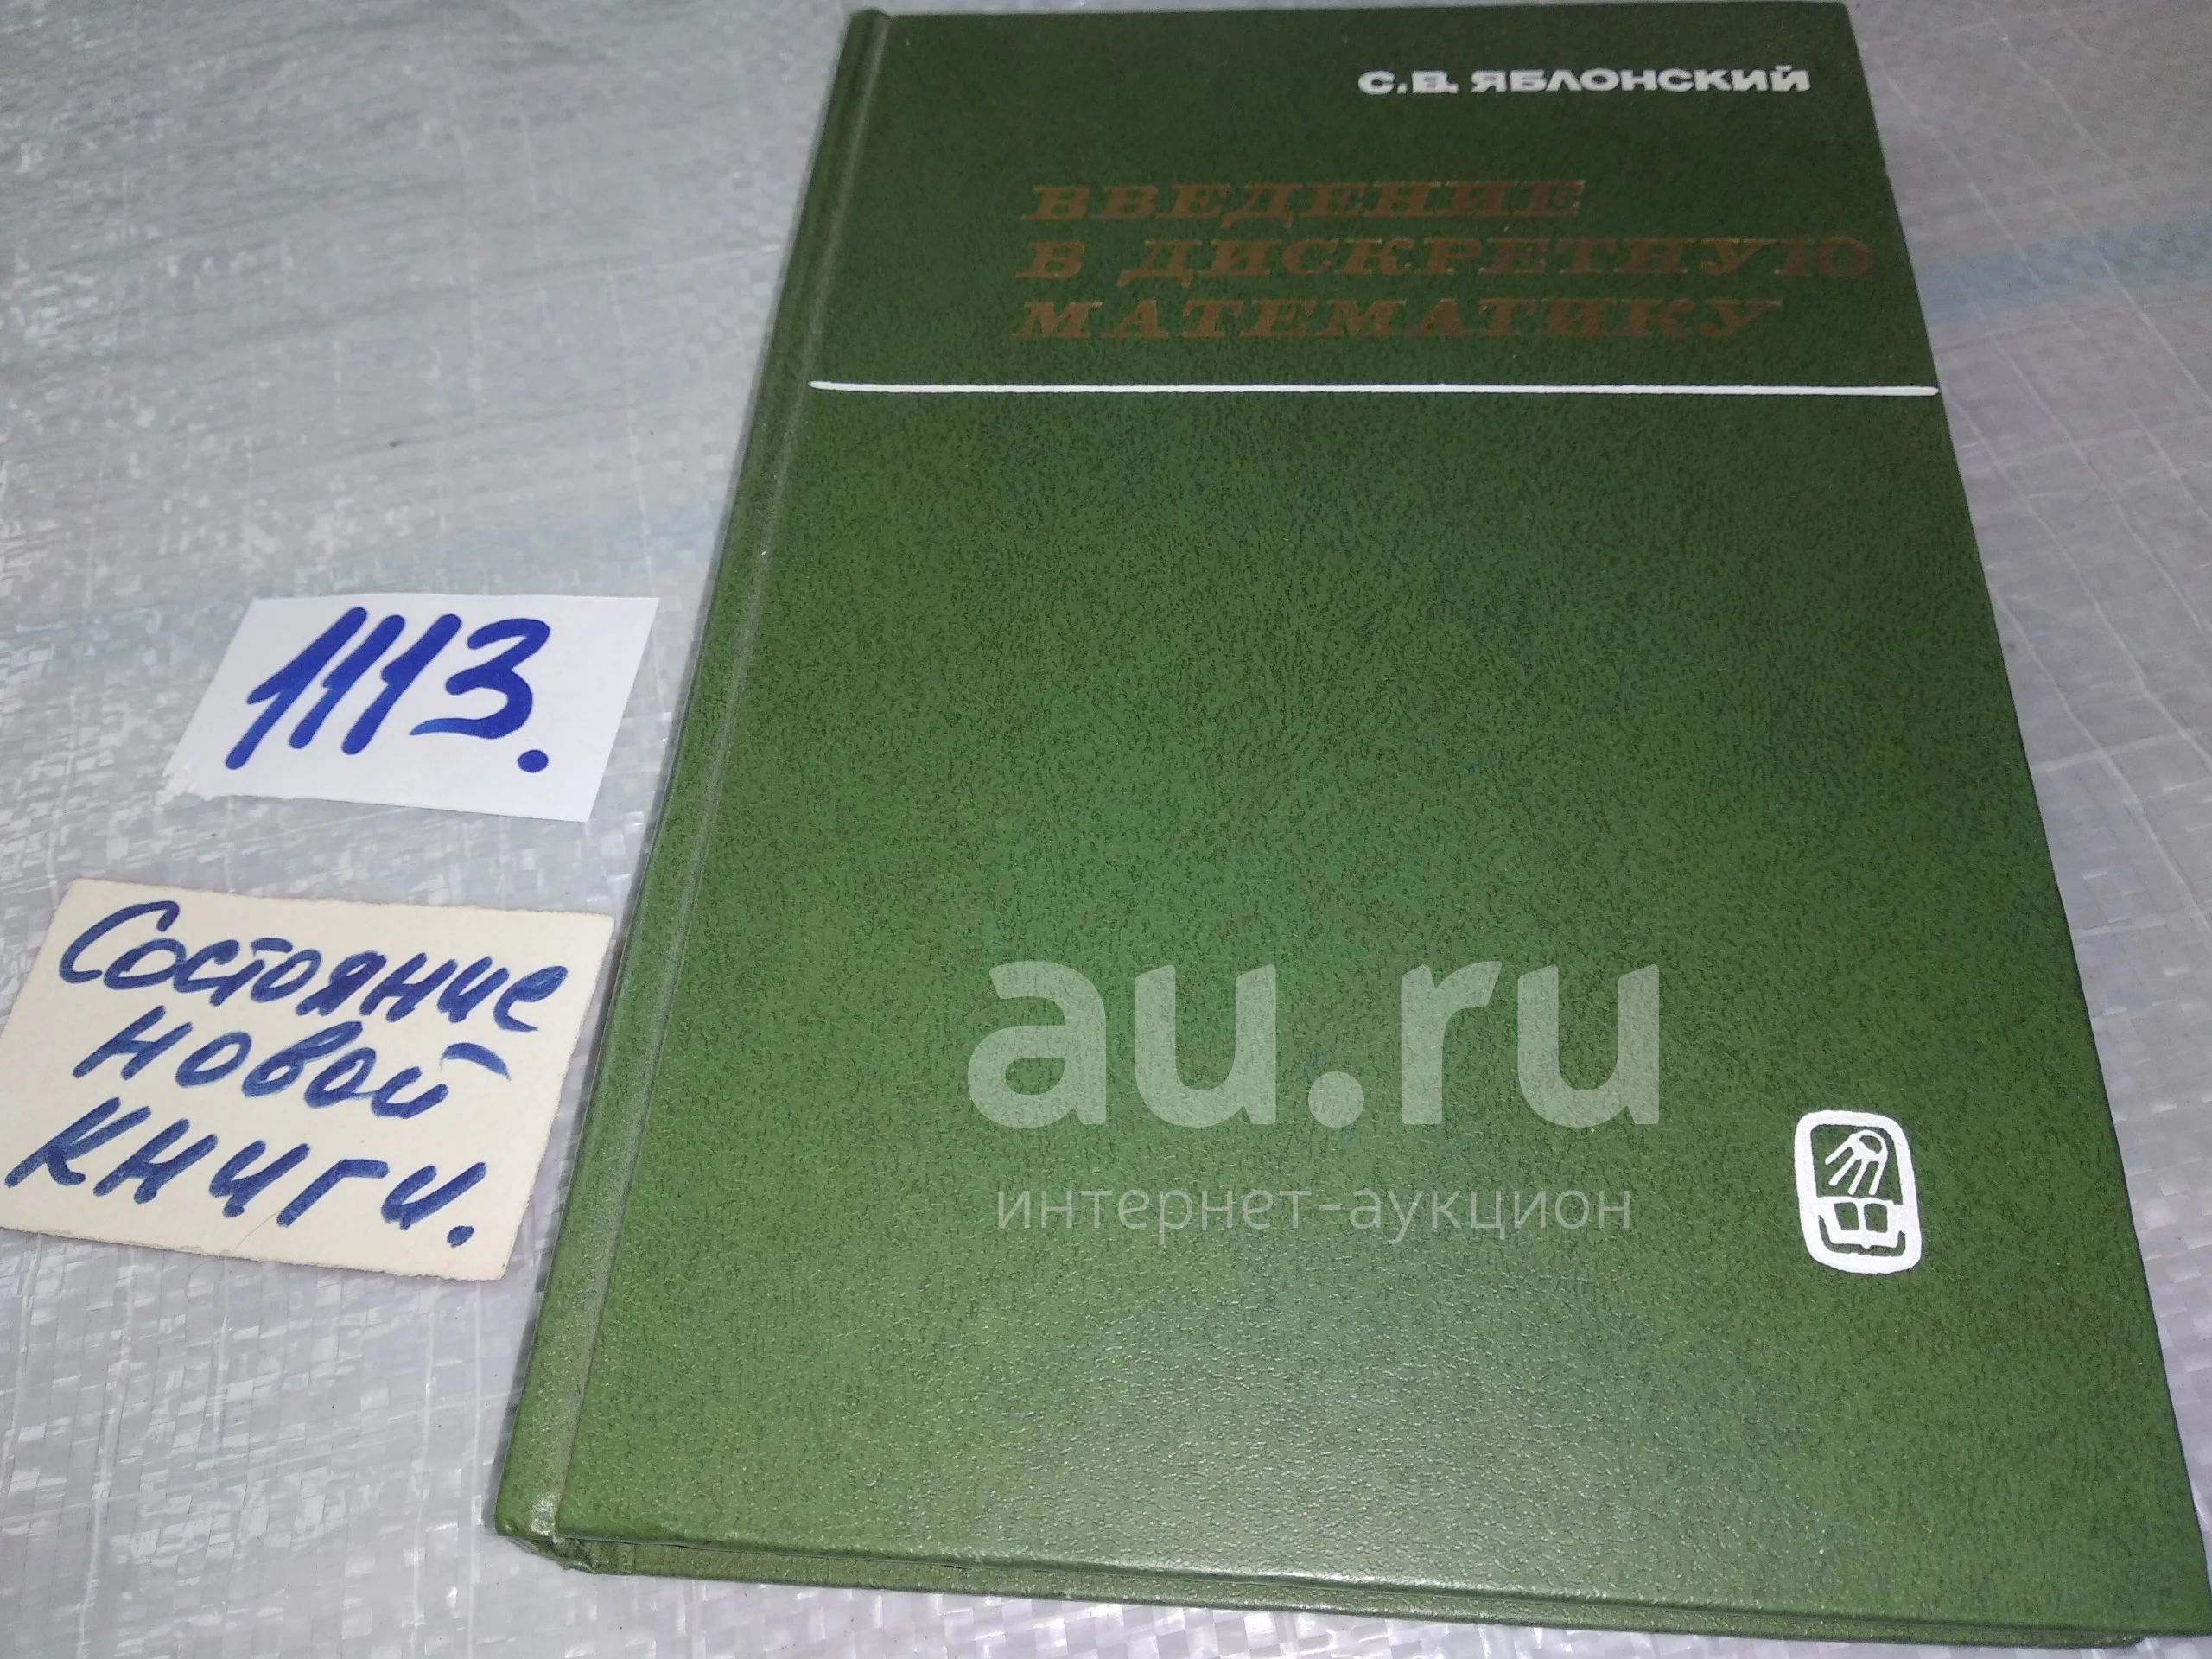 С.В. ЯБЛОНСКИЙ
ВВЕДЕНИЕ
В ДИСКРЕТНУЮ
МАТЕМАТИКУ
1113.
Состояние
новой
книги.
au.ru
интернет-аукцион